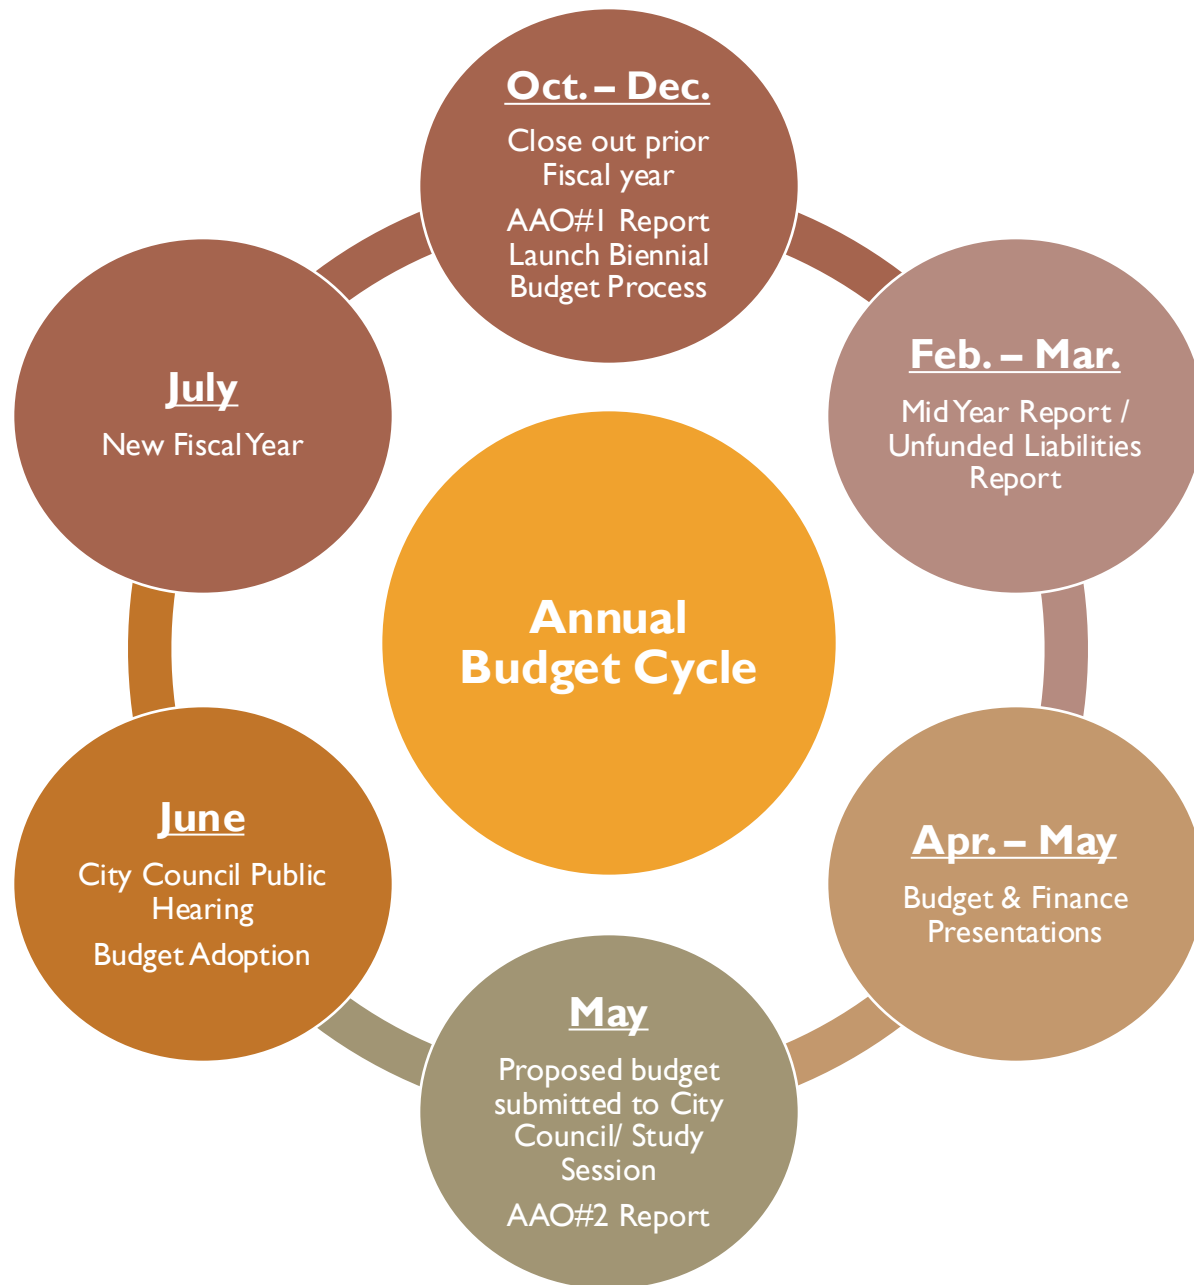 Oct. – Dec.
Close out prior
Fiscal year
AAO#1 Report
Launch Biennial
Budget Process
Feb. – Mar.
Mid Year Report /
Unfunded Liabilities
Report
Apr. – May
Budget & Finance
Presentations
May
Proposed budget
submitted to City
Council/ Study
Session
AAO#2 Report
June
City Council Public
Hearing
Budget Adoption
July
New Fiscal Year
Annual
Budget Cycle